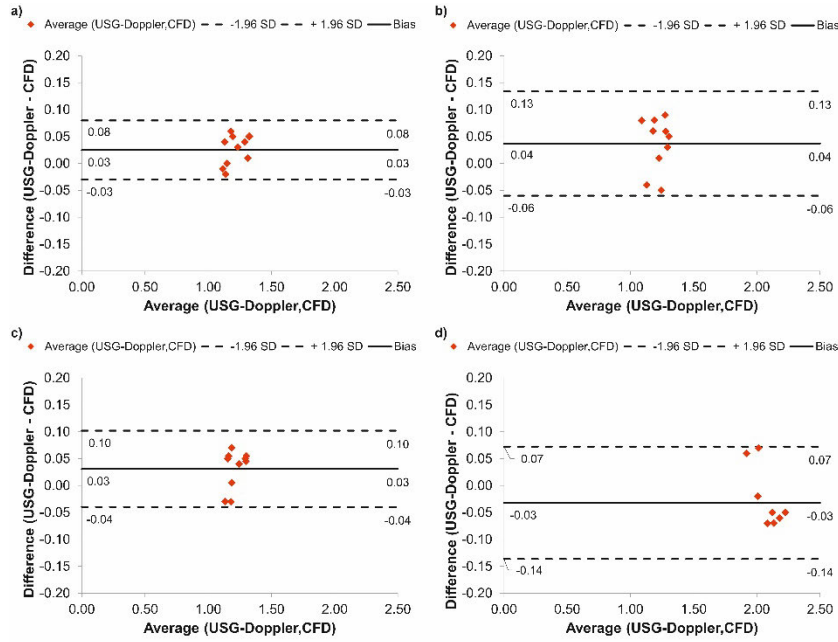 a)
Average (USG-Doppler,CFD) -1.96 SD + 1.96 SD Bias
Difference (USG-Doppler - CFD)
0.20
0.15
0.10
0.05
0.00
-0.05
-0.10
-0.15
-0.20
0.08 0.08
0.03 0.03
-0.03 -0.03
0.00 0.50 1.00 1.50 2.00 2.50
Average (USG-Doppler,CFD)
b)
Average (USG-Doppler,CFD) -1.96 SD + 1.96 SD Bias
Difference (USG-Doppler - CFD)
0.20
0.15
0.10
0.05
0.00
-0.05
-0.10
-0.15
-0.20
0.13 0.13
0.04 0.04
-0.06 -0.06
0.00 0.50 1.00 1.50 2.00 2.50
Average (USG-Doppler,CFD)
c)
Average (USG-Doppler,CFD) -1.96 SD + 1.96 SD Bias
Difference (USG-Doppler - CFD)
0.20
0.15
0.10
0.05
0.00
-0.05
-0.10
-0.15
-0.20
0.10 0.10
0.03 0.03
-0.04 -0.04
0.00 0.50 1.00 1.50 2.00 2.50
Average (USG-Doppler,CFD)
d)
Average (USG-Doppler,CFD) -1.96 SD + 1.96 SD Bias
Difference (USG-Doppler - CFD)
0.20
0.15
0.10
0.05
0.00
-0.05
-0.10
-0.15
-0.20
0.07 0.07
-0.03 -0.03
-0.14 -0.14
0.00 0.50 1.00 1.50 2.00 2.50
Average (USG-Doppler,CFD)